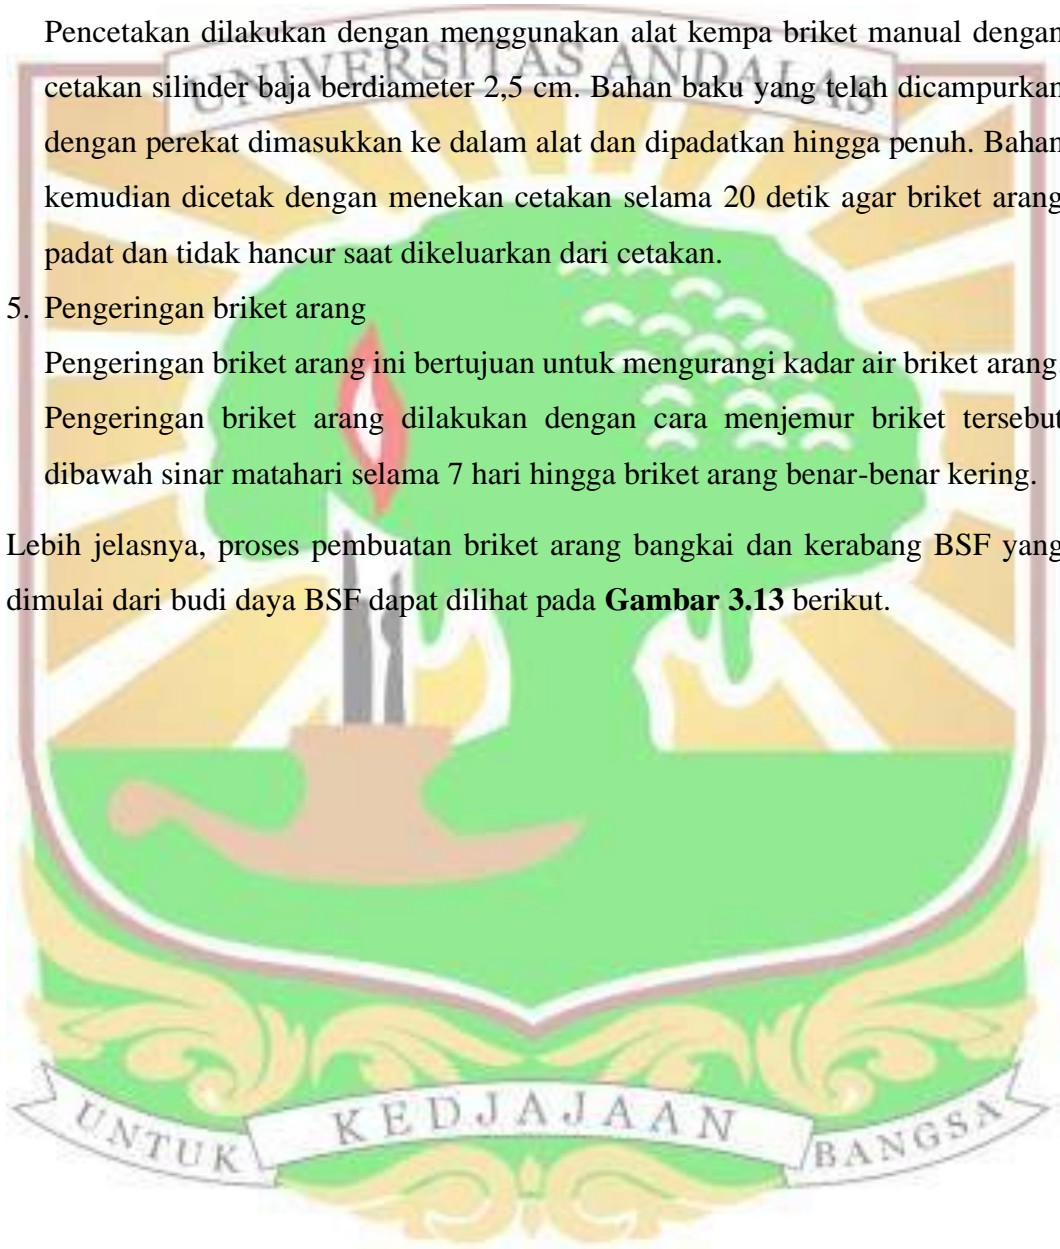 Pencetakan dilakukan dengan menggunakan alat kempa briket manual dengan
UNIVERSITAS ANDALAS
cetakan silinder baja berdiameter 2,5 cm. Bahan baku yang telah dicampurkan
dengan perekat dimasukkan ke dalam alat dan dipadatkan hingga penuh. Bahan
kemudian dicetak dengan menekan cetakan selama 20 detik agar briket arang
padat dan tidak hancur saat dikeluarkan dari cetakan.
5. Pengeringan briket arang
Pengeringan briket arang ini bertujuan untuk mengurangi kadar air briket arang
Pengeringan briket arang dilakukan dengan cara menjemur briket tersebut
dibawah sinar matahari selama 7 hari hingga briket arang benar-benar kering.
Lebih jelasnya, proses pembuatan briket arang bangkai dan kerabang BSF yang
dimulai dari budi daya BSF dapat dilihat pada Gambar 3.13 berikut.
UNTUK KEDJAJAAN BANGSA